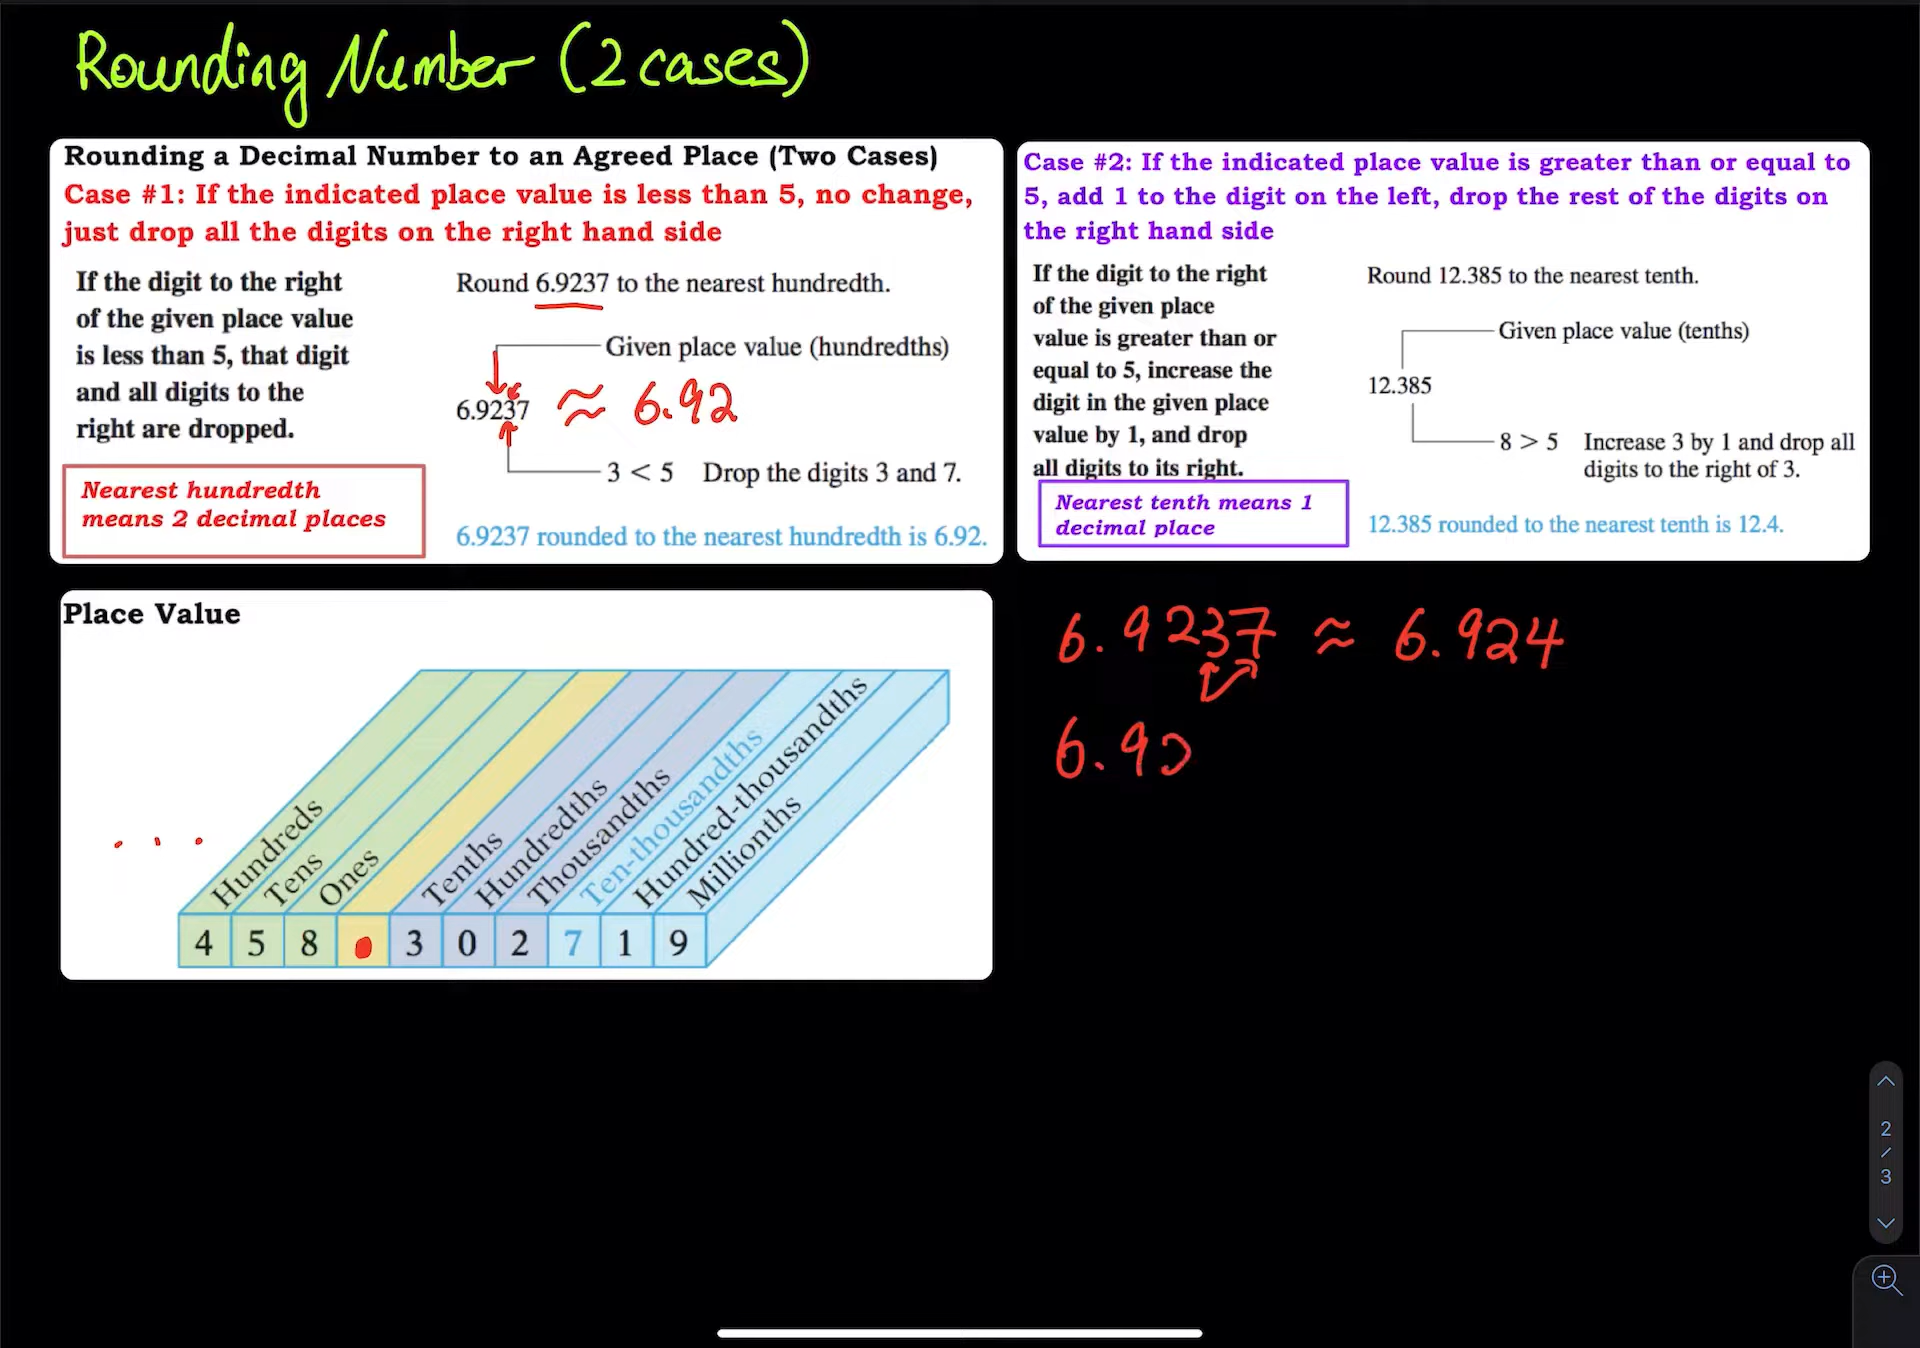 Rounding Number (2 cases)
Rounding a Decimal Number to an Agreed Place (Two Cases)
Case #1: If the indicated place value is less than 5, no change,
just drop all the digits on the right hand side
If the digit to the right
of the given place value
is less than 5, that digit
and all digits to the
right are dropped.
Nearest hundredth
means 2 decimal places
Round 6.9237 to the nearest hundredth.
Given place value (hundredths)
6.9237 ≈ 6.92
3 < 5 Drop the digits 3 and 7.
6.9237 rounded to the nearest hundredth is 6.92.
Case #2: If the indicated place value is greater than or equal to
5, add 1 to the digit on the left, drop the rest of the digits on
the right hand side
If the digit to the right
of the given place
value is greater than or
equal to 5, increase the
digit in the given place
value by 1, and drop
all digits to its right.
Nearest tenth means 1
decimal place
Round 12.385 to the nearest tenth.
Given place value (tenths)
12.385
8 > 5 Increase 3 by 1 and drop all
digits to the right of 3.
12.385 rounded to the nearest tenth is 12.4.
Place Value
. . .
Hundreds
Tens
Ones
Tenths
Hundredths
Thousandths
Ten-thousandths
Hundred-thousandths
Millionths
4 5 8 . 3 0 2 7 1 9
6.9237 ≈ 6.924
6.9
2
/
3